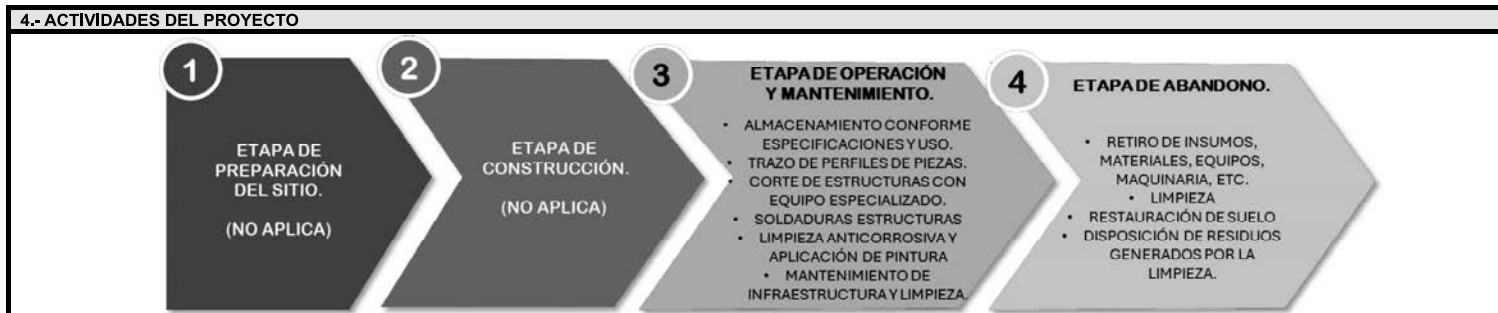 4.- ACTIVIDADES DEL PROYECTO
1
ETAPA DE
PREPARACIÓN
DEL SITIO.
(NO APLICA)
2
ETAPA DE
CONSTRUCCIÓN.
(NO APLICA)
3
ETAPA DE OPERACIÓN
Y MANTENIMIENTO.
• ALMACENAMIENTO CONFORME
ESPECIFICACIONES Y USO.
• TRAZO DE PERFILES DE PIEZAS.
• CORTE DE ESTRUCTURAS CON
EQUIPO ESPECIALIZADO.
• SOLDADURAS ESTRUCTURAS
• LIMPIEZA ANTICORROSIVA Y
APLICACIÓN DE PINTURA
• MANTENIMIENTO DE
INFRAESTRUCTURA Y LIMPIEZA.
4
ETAPA DE ABANDONO.
• RETIRO DE INSUMOS,
MATERIALES, EQUIPOS,
MAQUINARIA, ETC.
• LIMPIEZA
• RESTAURACIÓN DE SUELO
• DISPOSICIÓN DE RESIDUOS
GENERADOS POR LA
LIMPIEZA.